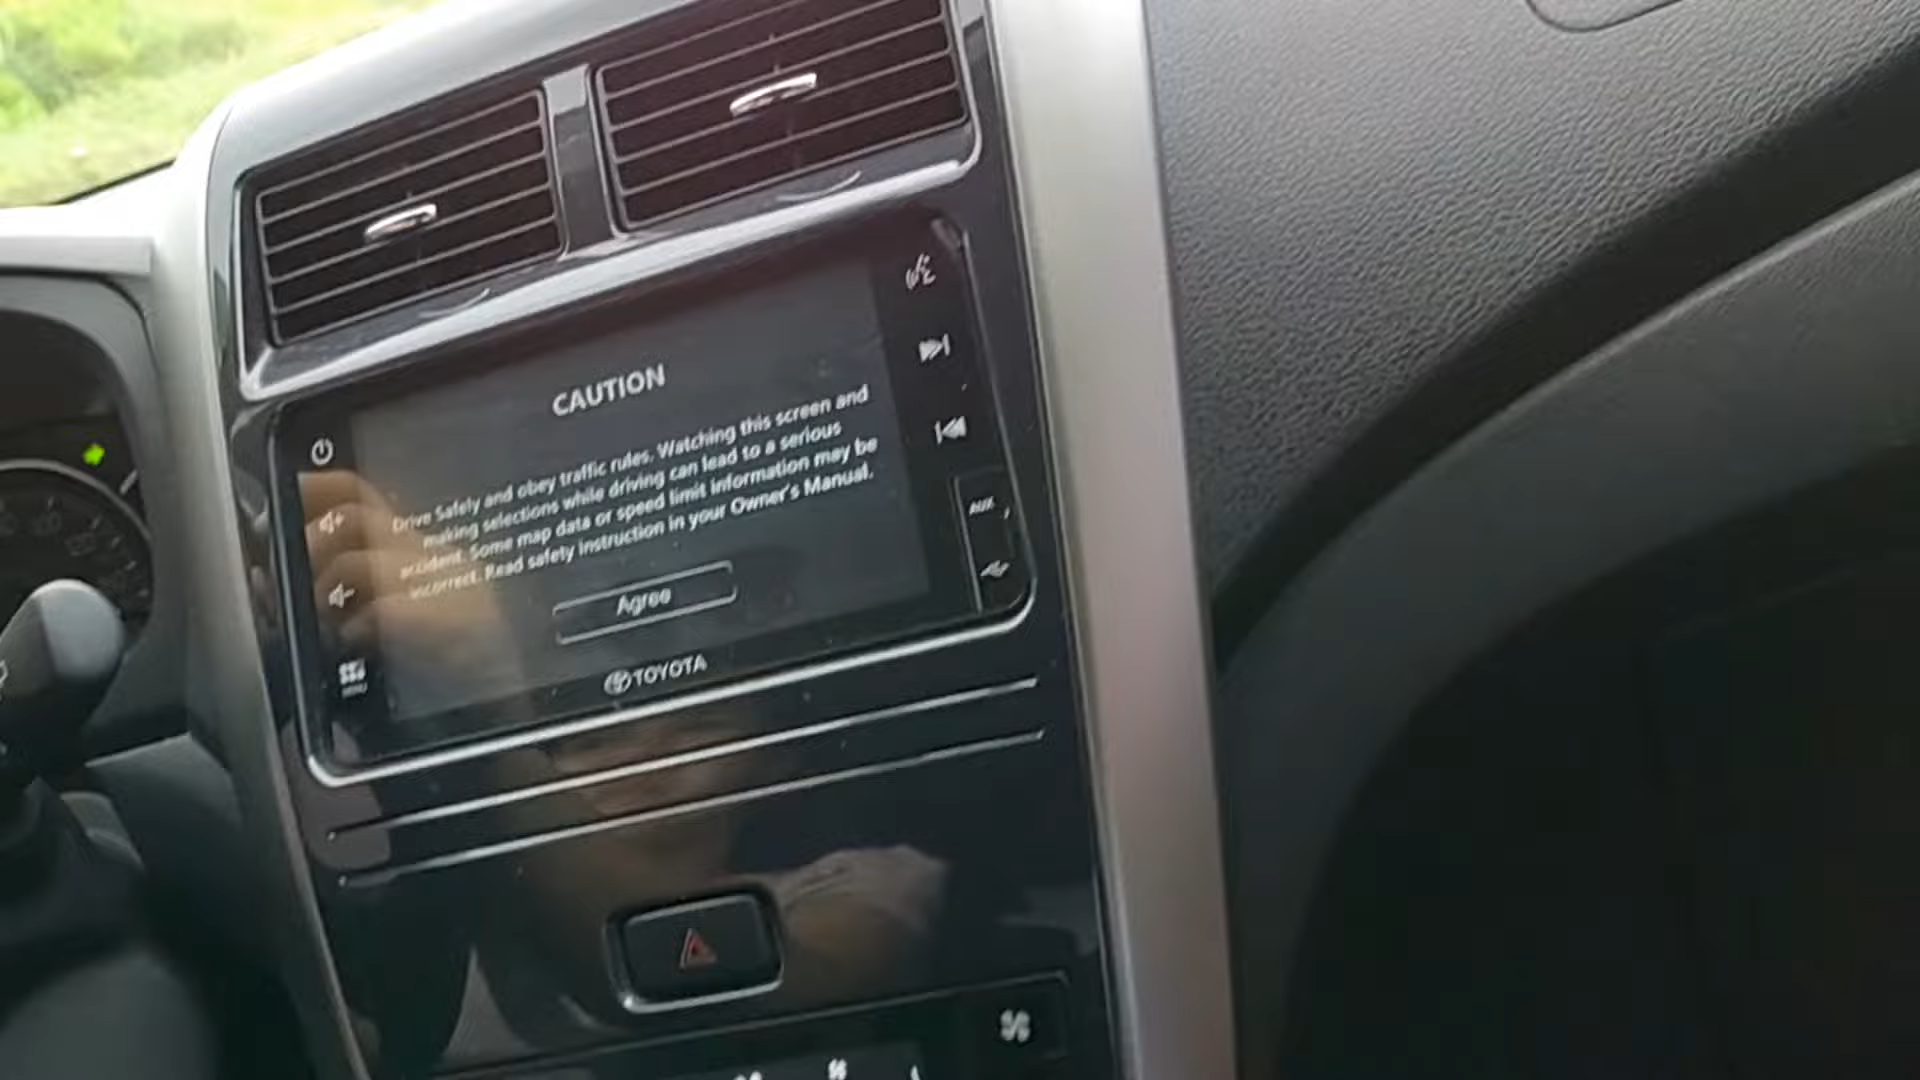 CAUTION
Drive Safely and obey traffic rules. Watching this screen and
making selections while driving can lead to a serious
accident. Some map data or speed limit information may be
incorrect. Read safety instruction in your Owner's Manual.
Agree
TOYOTA
MENU
AUX